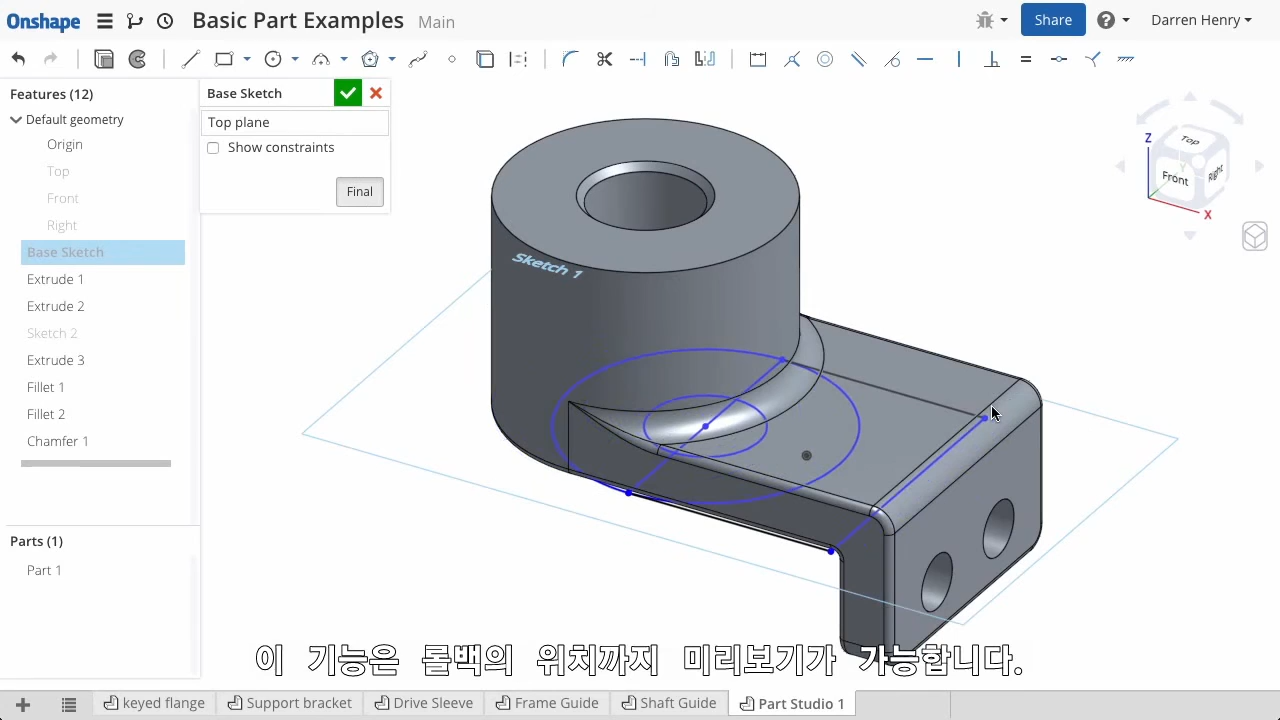 Onshape
Basic Part Examples Main
Share
Darren Henry
Features (12)
Default geometry
Origin
Top
Front
Right
Base Sketch
Extrude 1
Extrude 2
Sketch 2
Extrude 3
Fillet 1
Fillet 2
Chamfer 1
Parts (1)
Part 1
Base Sketch
Top plane
Show constraints
Final
Sketch 1
Z
Top
Y
Front
Right
X
이 기능은 롤백의 위치까지 미리보기가 가능합니다.
keyed flange
Support bracket
Drive Sleeve
Frame Guide
Shaft Guide
Part Studio 1